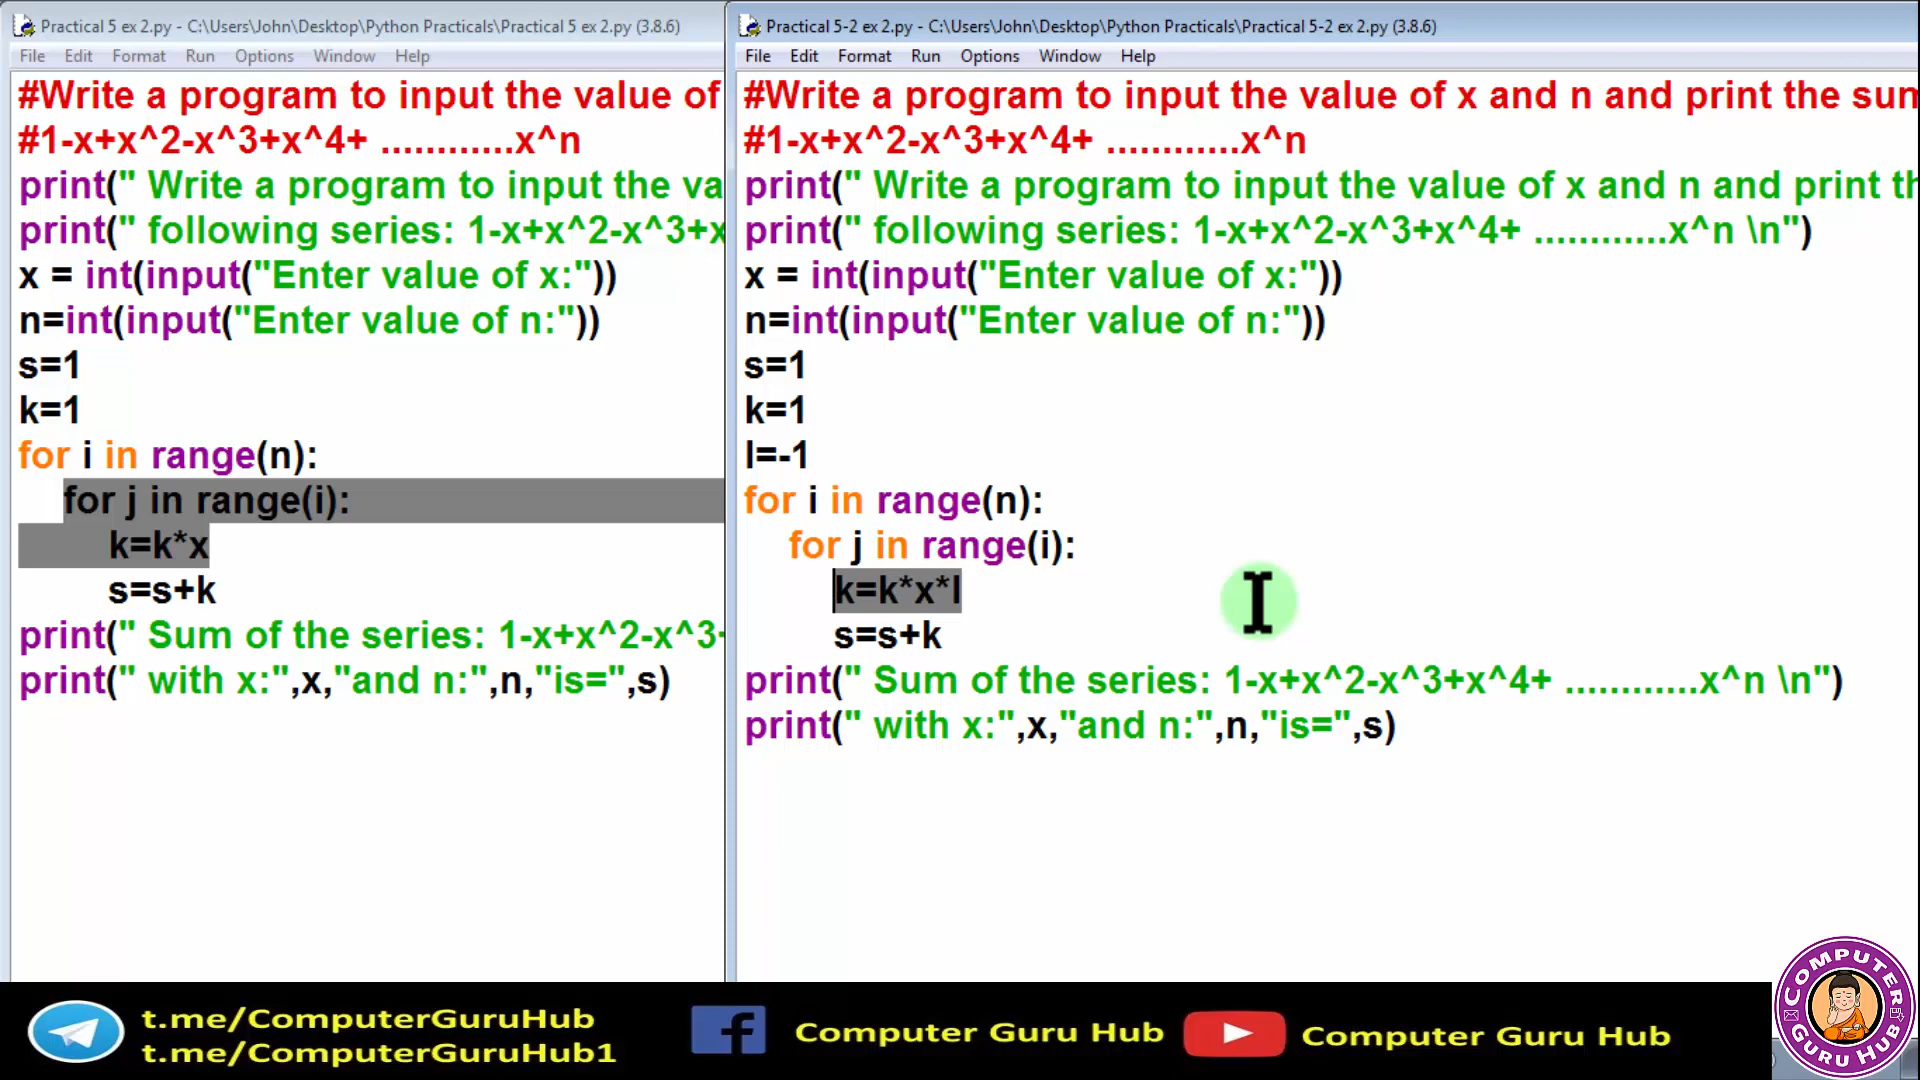 Practical 5 ex 2.py - C:\Users\John\Desktop\Python Practicals\Practical 5 ex 2.py (3.8.6)
File Edit Format Run Options Window Help
#Write a program to input the value of
#1-x+x^2-x^3+x^4+ ............x^n
print(" Write a program to input the va
print(" following series: 1-x+x^2-x^3+x
x = int(input("Enter value of x:"))
n=int(input("Enter value of n:"))
s=1
k=1
for i in range(n):
    for j in range(i):
        k=k*x
        s=s+k
print(" Sum of the series: 1-x+x^2-x^3-
print(" with x:",x,"and n:",n,"is=",s)
Practical 5-2 ex 2.py - C:\Users\John\Desktop\Python Practicals\Practical 5-2 ex 2.py (3.8.6)
File Edit Format Run Options Window Help
#Write a program to input the value of x and n and print the sum
#1-x+x^2-x^3+x^4+ ............x^n
print(" Write a program to input the value of x and n and print th
print(" following series: 1-x+x^2-x^3+x^4+ ............x^n \n")
x = int(input("Enter value of x:"))
n=int(input("Enter value of n:"))
s=1
k=1
l=-1
for i in range(n):
    for j in range(i):
        k=k*x*l
        s=s+k
print(" Sum of the series: 1-x+x^2-x^3+x^4+ ............x^n \n")
print(" with x:",x,"and n:",n,"is=",s)
t.me/ComputerGuruHub
t.me/ComputerGuruHub1
Computer Guru Hub
Computer Guru Hub
COMPUTER
GURU HUB